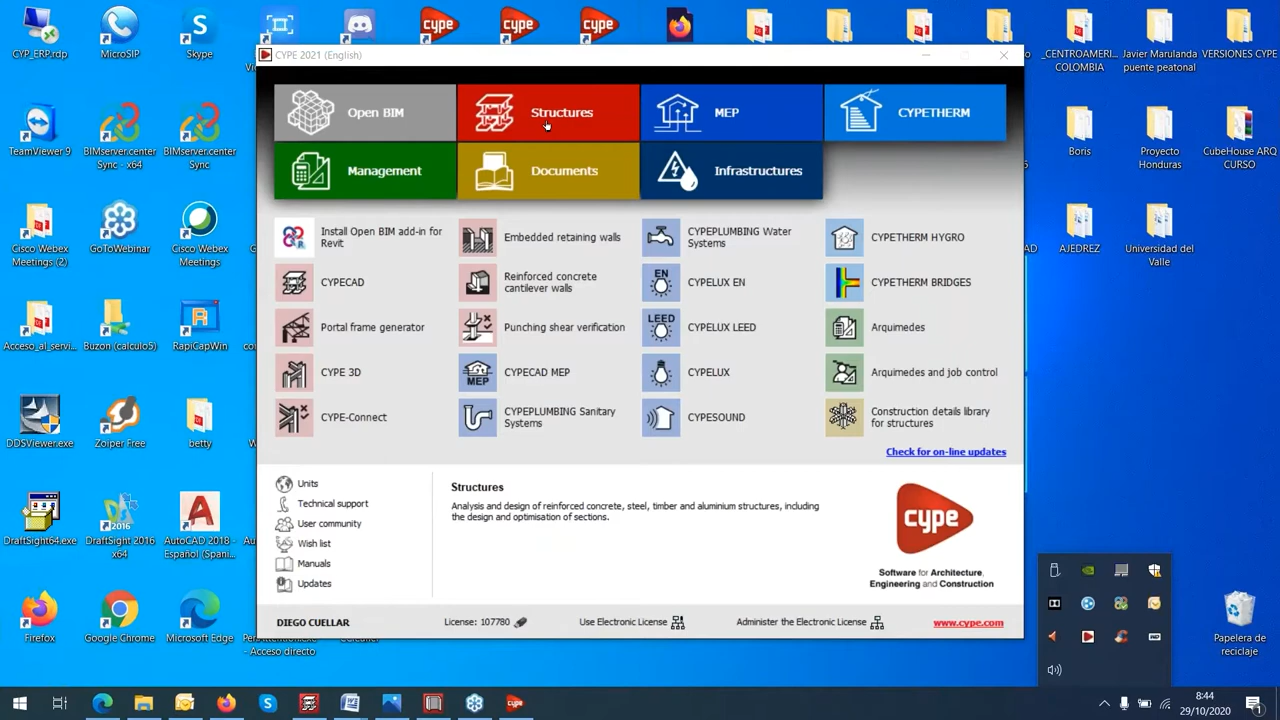 CYP_ERP.rdp
MicroSIP
Skype
_CENTROAMERI...
COLOMBIA
Javier Marulan...
puente peatonal
VERSIONES CYPE
CYPE 2021 (English)
Open BIM
Structures
MEP
CYPETHERM
Management
Documents
Infrastructures
TeamViewer 9
BIMserver.center
Sync - x64
BIMserver.center
Sync
Boris
Proyecto
Honduras
CubeHouse ARQ
CURSO
Install Open BIM add-in for
Revit
Embedded retaining walls
CYPEPLUMBING Water
Systems
CYPETHERM HYGRO
CYPECAD
Reinforced concrete
cantilever walls
EN
CYPELUX EN
CYPETHERM BRIDGES
Portal frame generator
Punching shear verification
LEED
CYPELUX LEED
Arquimedes
CYPE 3D
MEP
CYPECAD MEP
CYPELUX
Arquimedes and job control
CYPE-Connect
CYPEPLUMBING Sanitary
Systems
CYPESOUND
Construction details library
for structures
Check for on-line updates
Cisco Webex
Meetings (2)
GoToWebinar
Cisco Webex
Meetings
AJEDREZ
Universidad del
Valle
Acceso_al_servi...
Buzon (calculo5)
RapiCapWin
DDSViewer.exe
Zoiper Free
betty
Units
Technical support
User community
Wish list
Manuals
Updates
Structures
Analysis and design of reinforced concrete, steel, timber and aluminium structures, including
the design and optimisation of sections.
cype
Software for Architecture,
Engineering and Construction
DIEGO CUELLAR
License: 107780
Use Electronic License
Administer the Electronic License
www.cype.com
DraftSight64.exe
DraftSight 2016
x64
AutoCAD 2018 -
Español (Spani...
Firefox
Google Chrome
Microsoft Edge
Acceso directo
Papelera de
reciclaje
8:44
29/10/2020